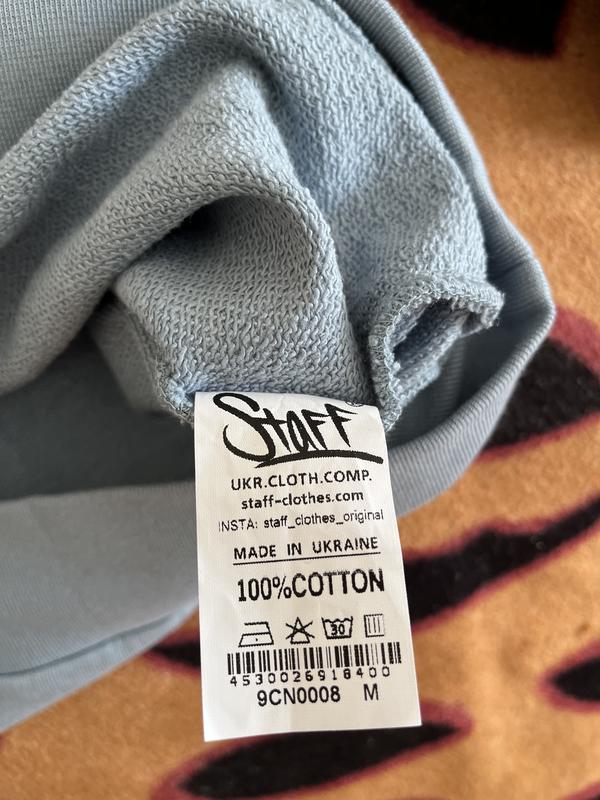 Staff
UKR.CLOTH.COMP.
staff-clothes.com
INSTA: staff_clothes_original
MADE IN UKRAINE
100%COTTON
30
4530026918400
9CN0008 M